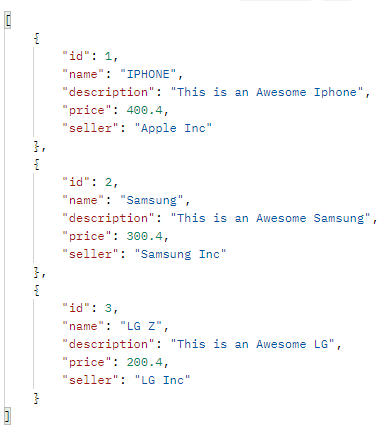 [
    {
        "id": 1,
        "name": "IPHONE",
        "description": "This is an Awesome Iphone",
        "price": 400.4,
        "seller": "Apple Inc"
    },
    {
        "id": 2,
        "name": "Samsung",
        "description": "This is an Awesome Samsung",
        "price": 300.4,
        "seller": "Samsung Inc"
    },
    {
        "id": 3,
        "name": "LG Z",
        "description": "This is an Awesome LG",
        "price": 200.4,
        "seller": "LG Inc"
    }
]